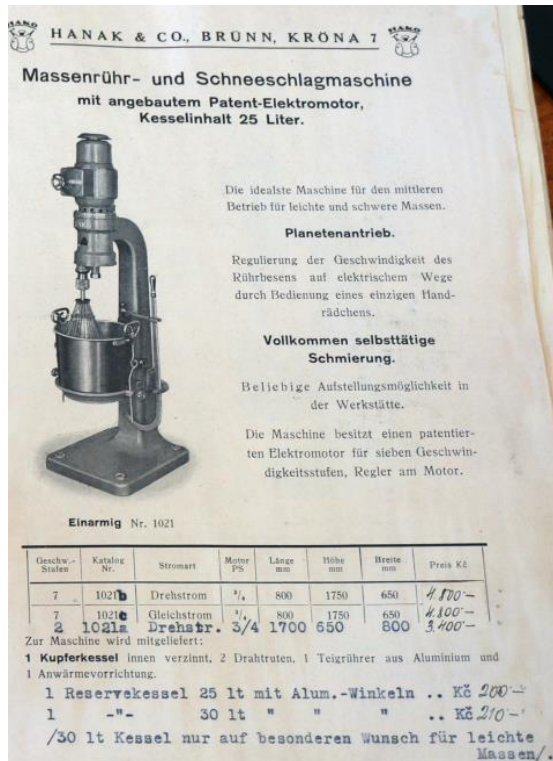 HAKO HAKO
HANAK & CO., BRÜNN, KRÖNA 7
Massenrühr- und Schneeschlagmaschine
mit angebautem Patent-Elektromotor,
Kesselinhalt 25 Liter.
Die idealste Maschine für den mittleren
Betrieb für leichte und schwere Massen.
Planetenantrieb.
Regulierung der Geschwindigkeit des
Rührbesens auf elektrischem Wege
durch Bedienung eines einzigen Hand-
rädchens.
Vollkommen selbsttätige
Schmierung.
Beliebige Aufstellungsmöglichkeit in
der Werkstätte.
Die Maschine besitzt einen patentier-
ten Elektromotor für sieben Geschwin-
digkeitsstufen, Regler am Motor.
Einarmig Nr. 1021
Geschw.- Katalog Stromart Motor Länge Höhe Breite Preis Kč
Stufen Nr. PS mm mm mm
7 1021b Drehstrom 3/4 800 1750 650 4.800'-
7 1021c Gleichstrom 3/4 800 1750 650 4.800'-
2 1021a Drehstr. 3/4 1700 650 800 3.400'-
Zur Maschine wird mitgeliefert:
1 Kupferkessel innen verzinnt, 2 Drahtruten, 1 Teigrührer aus Aluminium und
1 Anwärmevorrichtung.
1 Reservekessel 25 lt mit Alum.-Winkeln .. Kč 200'-
1 -"- 30 lt " " " .. Kč 210'-
/30 lt Kessel nur auf besonderen Wunsch für leichte
Massen/.